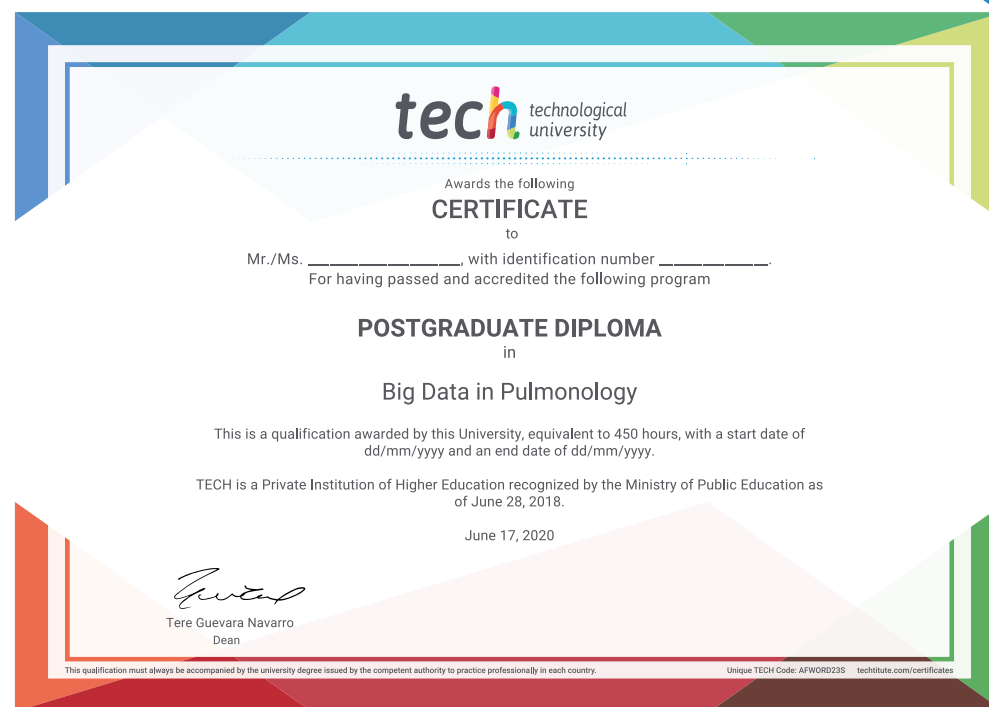 tech technological
university
Awards the following
CERTIFICATE
to
Mr./Ms. ____________________, with identification number ______________.
For having passed and accredited the following program
POSTGRADUATE DIPLOMA
in
Big Data in Pulmonology
This is a qualification awarded by this University, equivalent to 450 hours, with a start date of
dd/mm/yyyy and an end date of dd/mm/yyyy.
TECH is a Private Institution of Higher Education recognized by the Ministry of Public Education as
of June 28, 2018.
June 17, 2020
Tere Guevara Navarro
Dean
This qualification must always be accompanied by the university degree issued by the competent authority to practice professionally in each country. Unique TECH Code: AFWORD23S techtitute.com/certificates